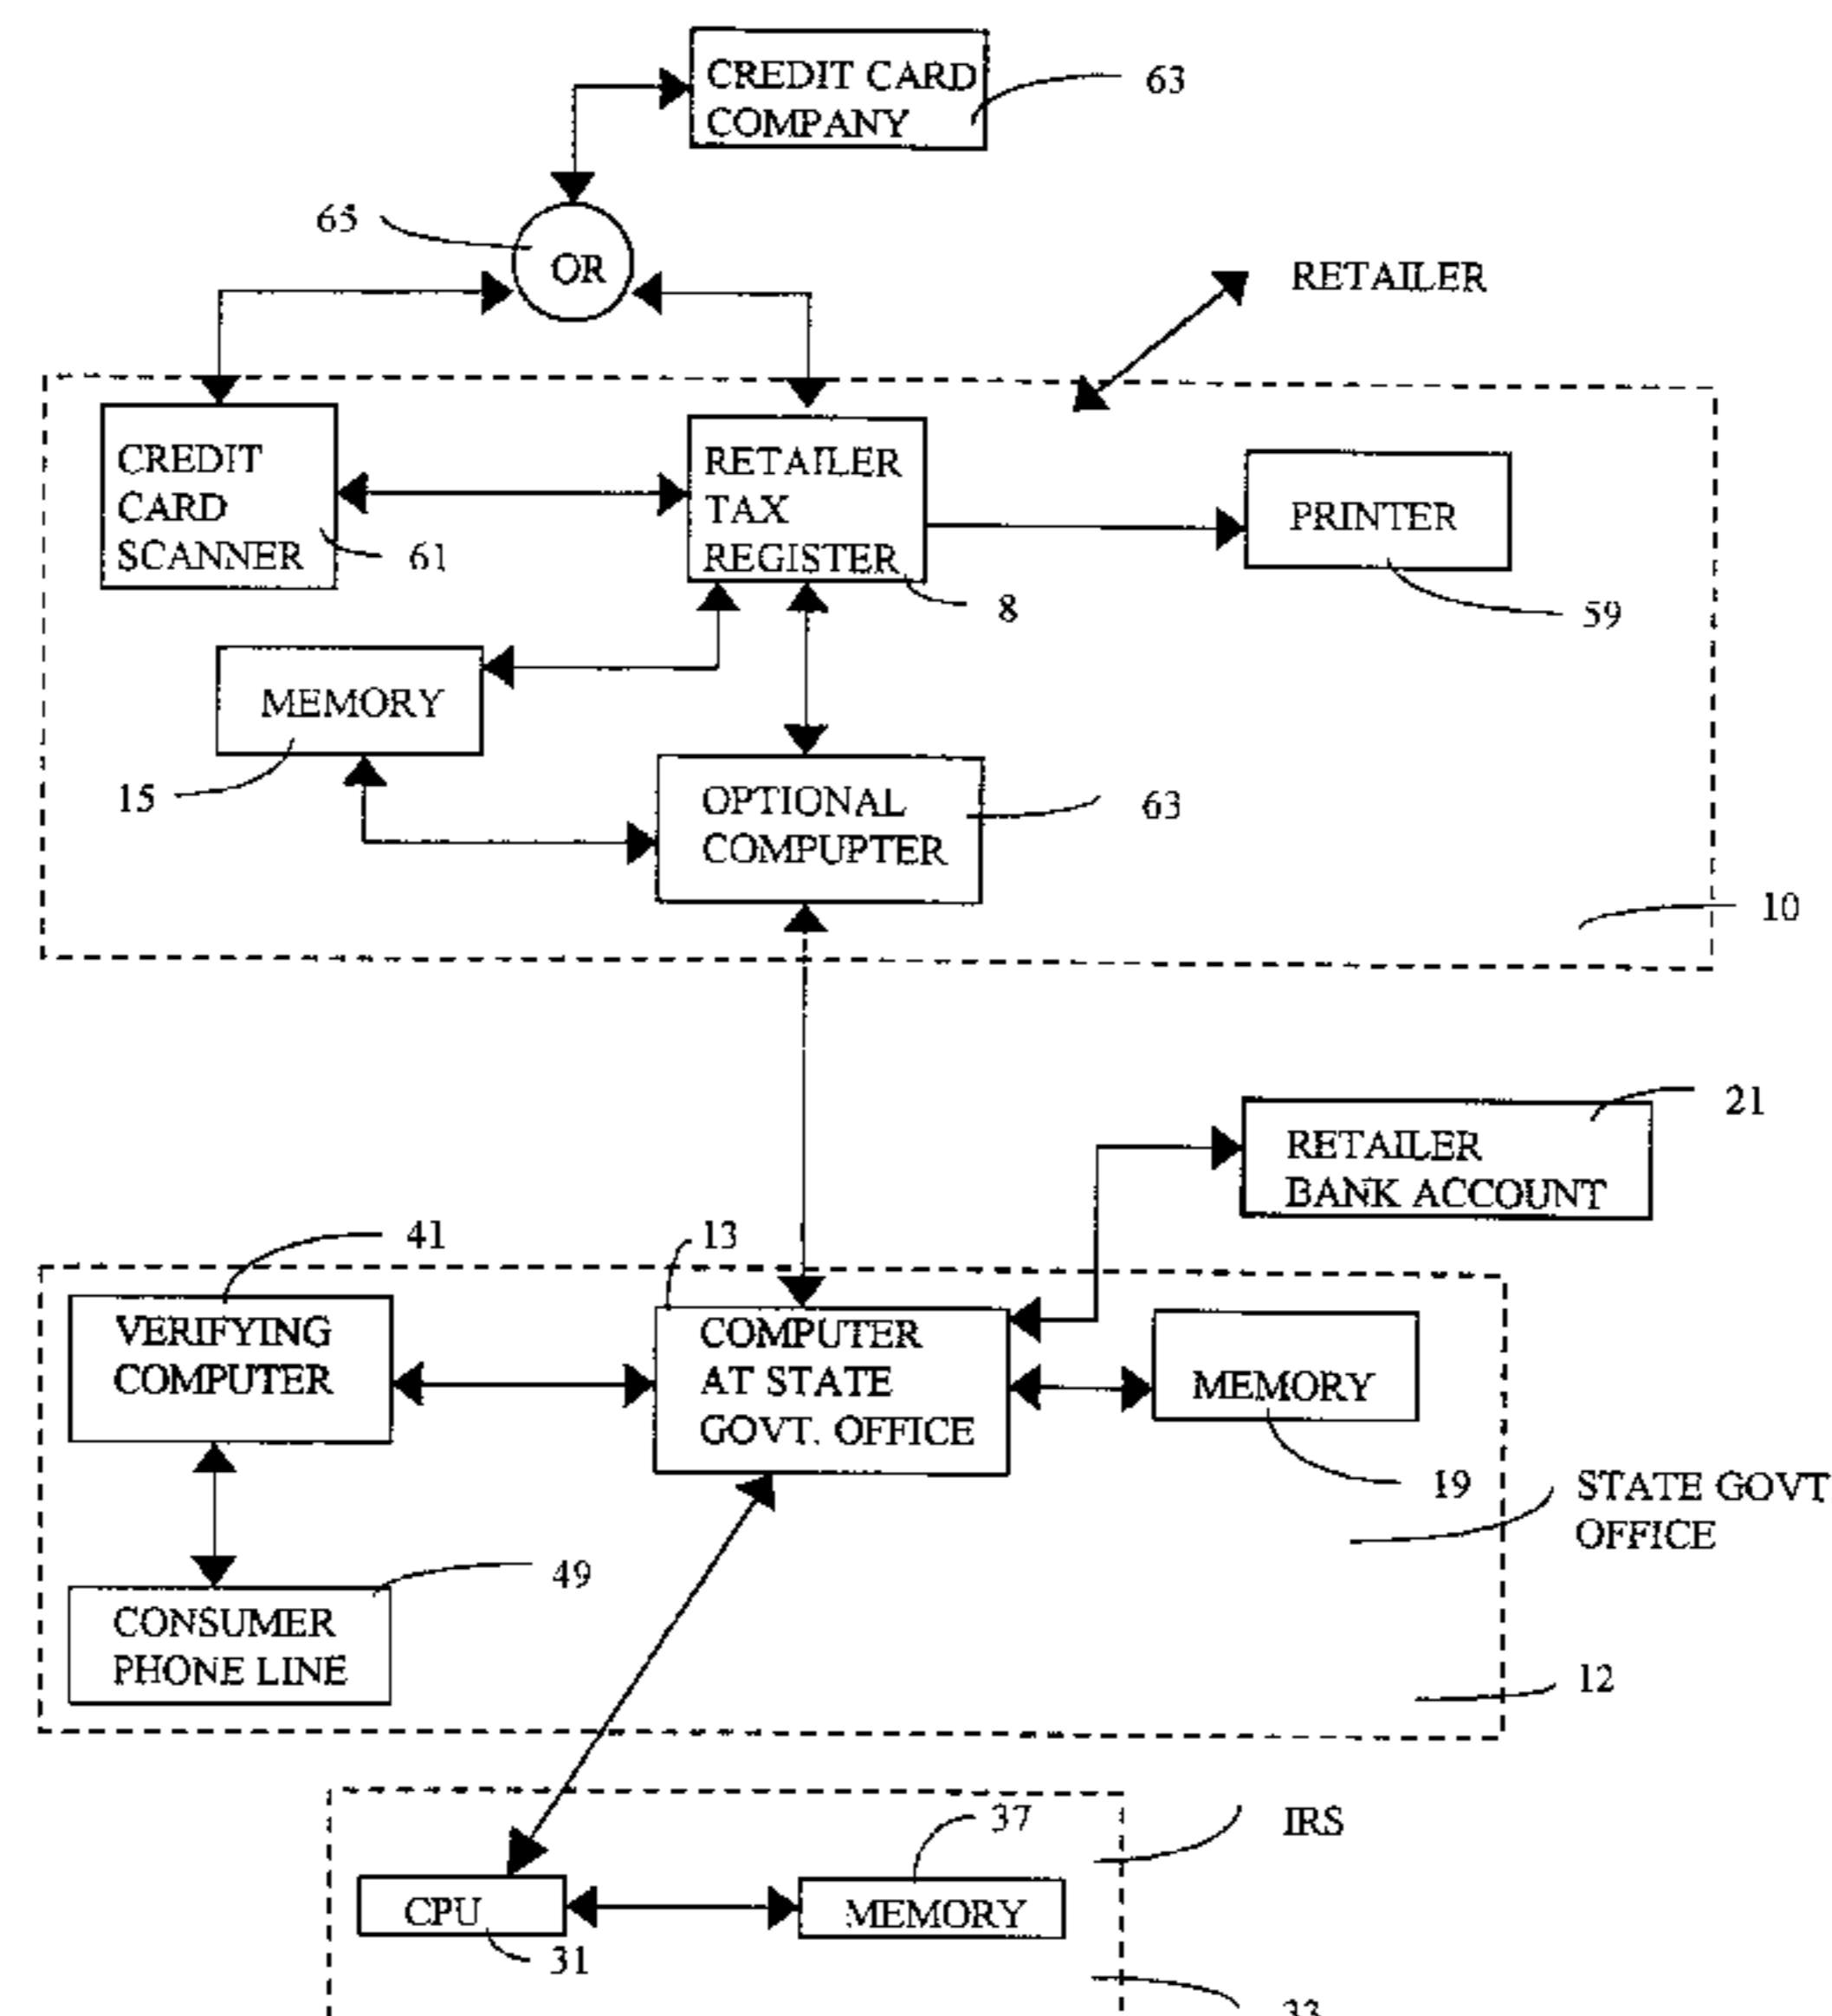 CREDIT CARD
COMPANY
63
65
OR
RETAILER
CREDIT
CARD
SCANNER
61
RETAILER
TAX
REGISTER
8
PRINTER
59
MEMORY
15
OPTIONAL
COMPUPTER
63
10
21
RETAILER
BANK ACCOUNT
41
13
VERIFYING
COMPUTER
COMPUTER
AT STATE
GOVT. OFFICE
MEMORY
19
STATE GOVT
OFFICE
49
CONSUMER
PHONE LINE
12
IRS
37
CPU
MEMORY
31
33